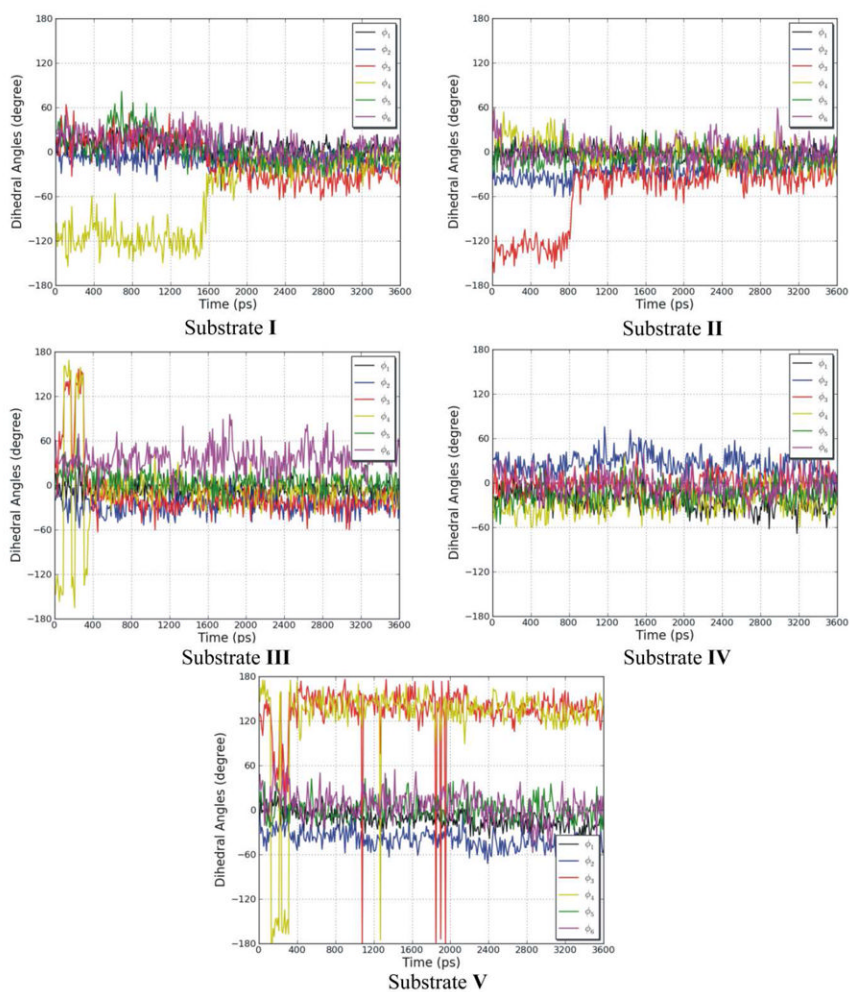 180
120
60
0
−60
−120
−180
Dihedral Angles (degree)
0 400 800 1200 1600 2000 2400 2800 3200 3600
Time (ps)
ϕ1
ϕ2
ϕ3
ϕ4
ϕ5
ϕ6
Substrate I
180
120
60
0
−60
−120
−180
Dihedral Angles (degree)
0 400 800 1200 1600 2000 2400 2800 3200 3600
Time (ps)
ϕ1
ϕ2
ϕ3
ϕ4
ϕ5
ϕ6
Substrate II
180
120
60
0
−60
−120
−180
Dihedral Angles (degree)
0 400 800 1200 1600 2000 2400 2800 3200 3600
Time (ps)
ϕ1
ϕ2
ϕ3
ϕ4
ϕ5
ϕ6
Substrate III
180
120
60
0
−60
−120
−180
Dihedral Angles (degree)
0 400 800 1200 1600 2000 2400 2800 3200 3600
Time (ps)
ϕ1
ϕ2
ϕ3
ϕ4
ϕ5
ϕ6
Substrate IV
180
120
60
0
−60
−120
−180
Dihedral Angles (degree)
0 400 800 1200 1600 2000 2400 2800 3200 3600
Time (ps)
ϕ1
ϕ2
ϕ3
ϕ4
ϕ5
ϕ6
Substrate V